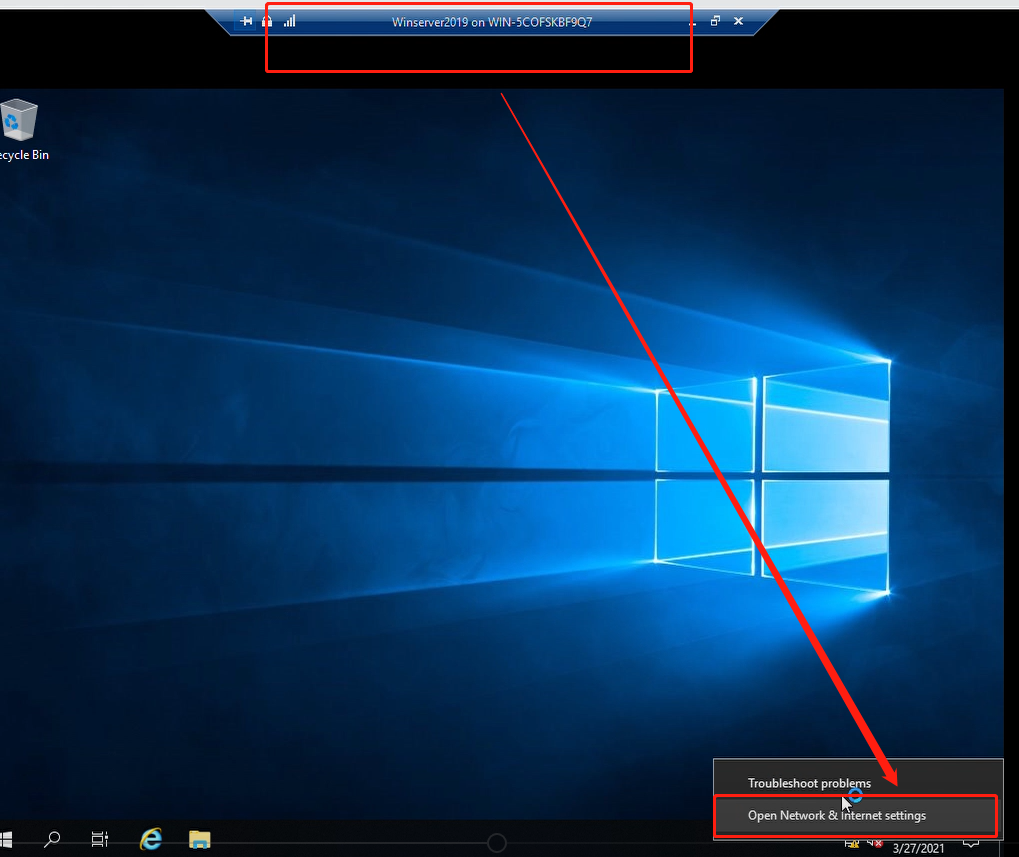 Winserver2019 on WIN-5COFSKBF9Q7
ecycle Bin
Troubleshoot problems
Open Network & Internet settings
3/27/2021